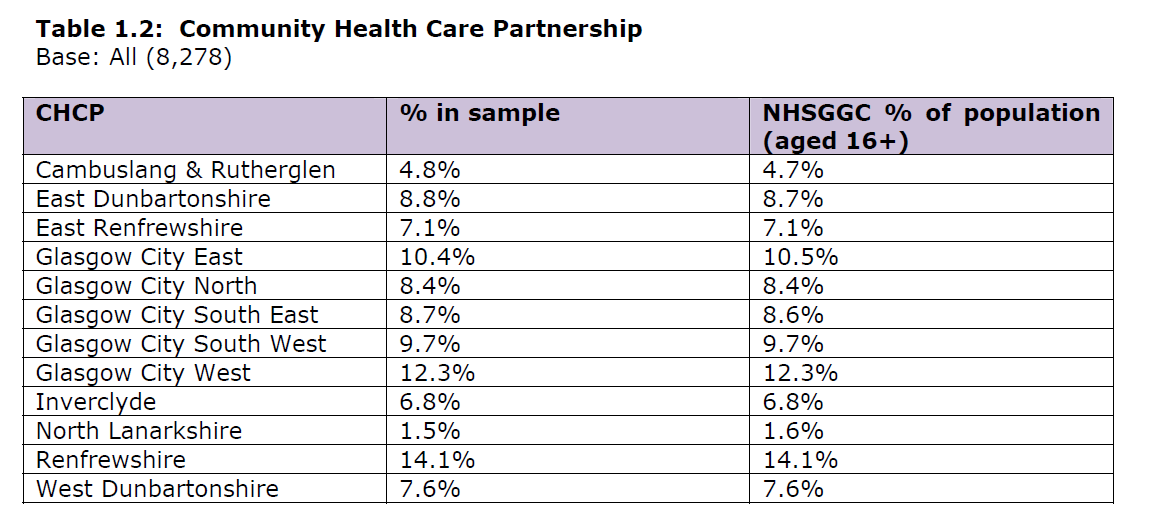 Table 1.2: Community Health Care Partnership
Base: All (8,278)
CHCP % in sample NHSGGC % of population
(aged 16+)
Cambuslang & Rutherglen 4.8% 4.7%
East Dunbartonshire 8.8% 8.7%
East Renfrewshire 7.1% 7.1%
Glasgow City East 10.4% 10.5%
Glasgow City North 8.4% 8.4%
Glasgow City South East 8.7% 8.6%
Glasgow City South West 9.7% 9.7%
Glasgow City West 12.3% 12.3%
Inverclyde 6.8% 6.8%
North Lanarkshire 1.5% 1.6%
Renfrewshire 14.1% 14.1%
West Dunbartonshire 7.6% 7.6%